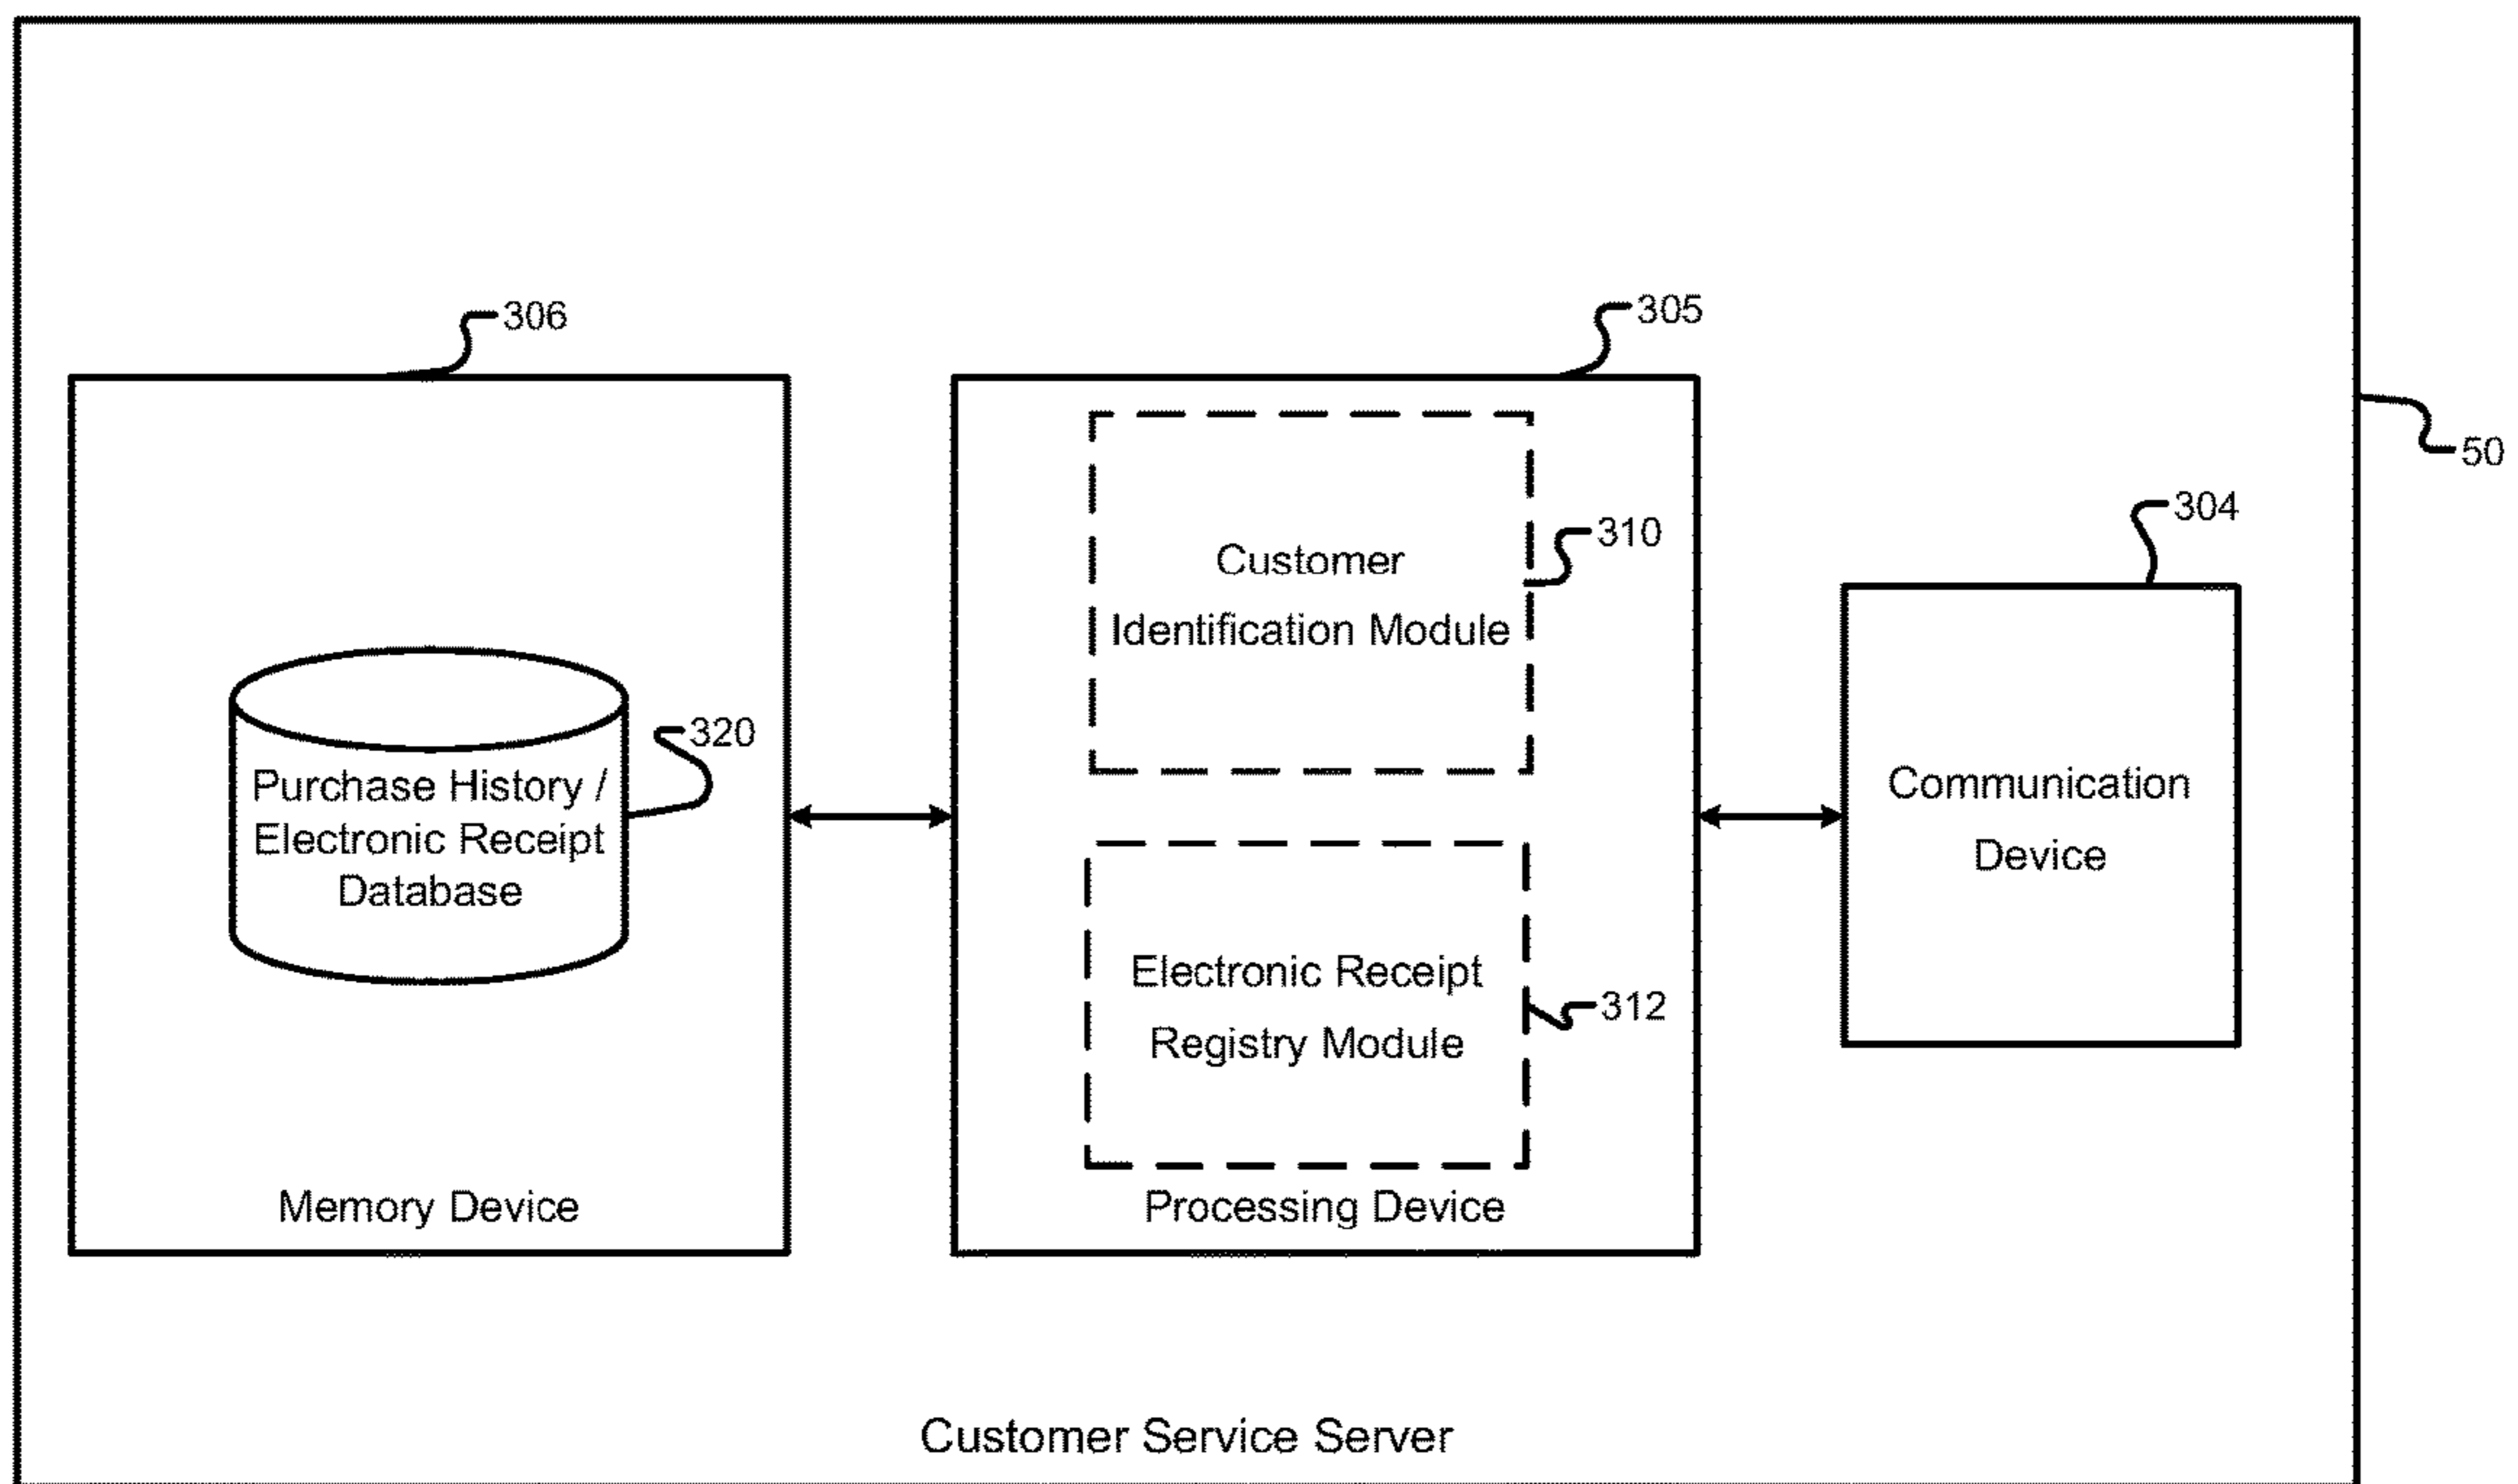 306
305
50
304
310
Customer
Identification Module
320
Purchase History /
Electronic Receipt
Database
Communication
Device
Electronic Receipt
Registry Module
312
Memory Device
Processing Device
Customer Service Server